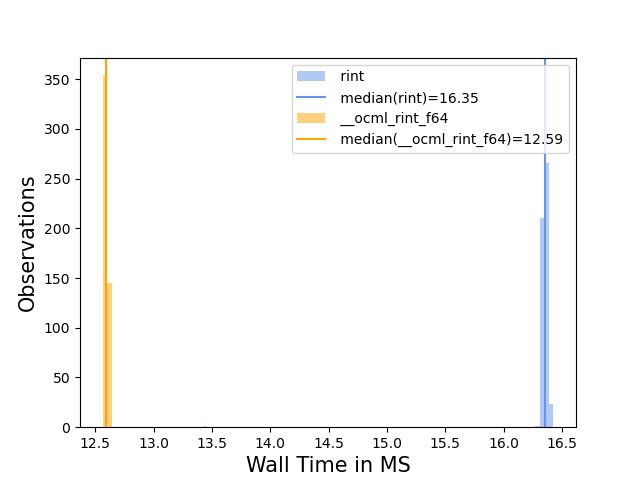 350
300
250
200
150
100
50
0
Observations
rint
median(rint)=16.35
__ocml_rint_f64
median(__ocml_rint_f64)=12.59
12.5 13.0 13.5 14.0 14.5 15.0 15.5 16.0 16.5
Wall Time in MS